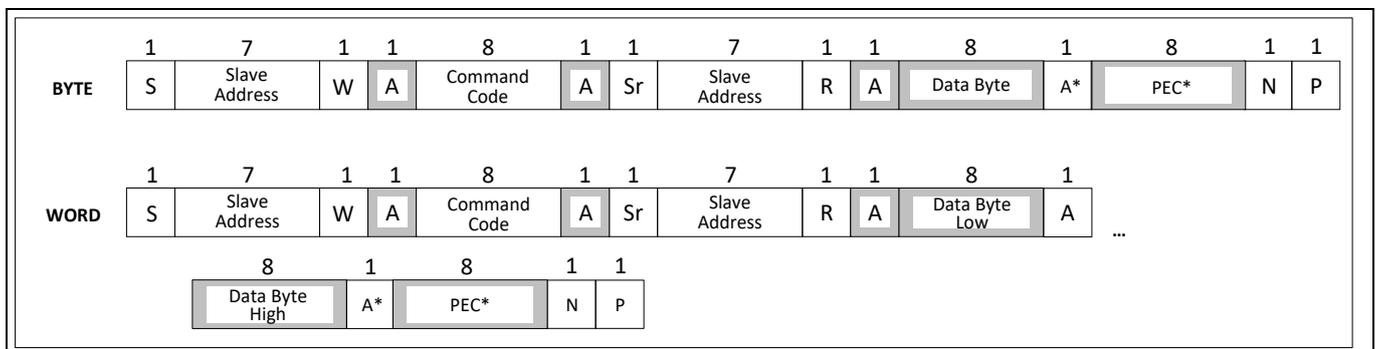 1 7 1 1 8 1 1 7 1 1 8 1 8 1 1
BYTE S Slave Address W A Command Code A Sr Slave Address R A Data Byte A* PEC* N P
1 7 1 1 8 1 1 7 1 1 8 1
WORD S Slave Address W A Command Code A Sr Slave Address R A Data Byte Low A ...
8 1 8 1 1
Data Byte High A* PEC* N P